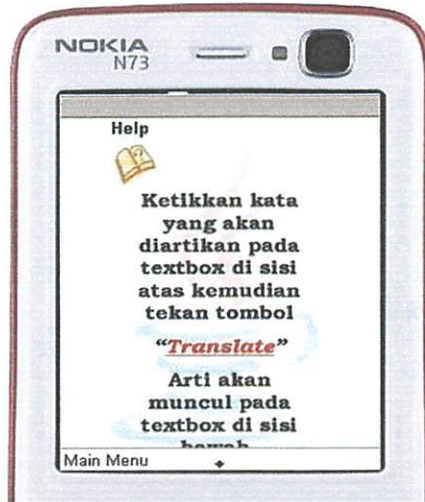 NOKIA
N73
Help
Ketikkan kata
yang akan
diartikan pada
textbox di sisi
atas kemudian
tekan tombol
“Translate”
Arti akan
muncul pada
textbox di sisi
bawah
Main Menu